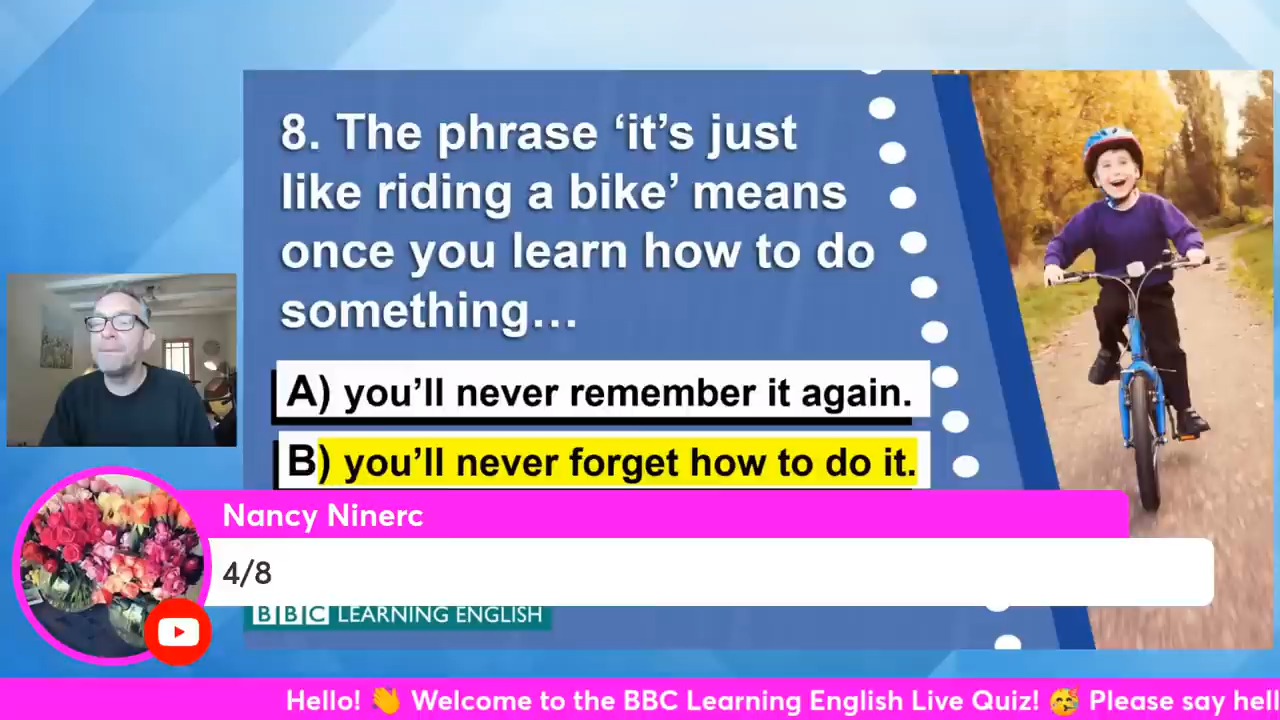 8. The phrase ‘it’s just
like riding a bike’ means
once you learn how to do
something…
A) you’ll never remember it again.
B) you’ll never forget how to do it.
Nancy Ninerc
4/8
BBC LEARNING ENGLISH
Hello! 👋 Welcome to the BBC Learning English Live Quiz! 🥳 Please say hell